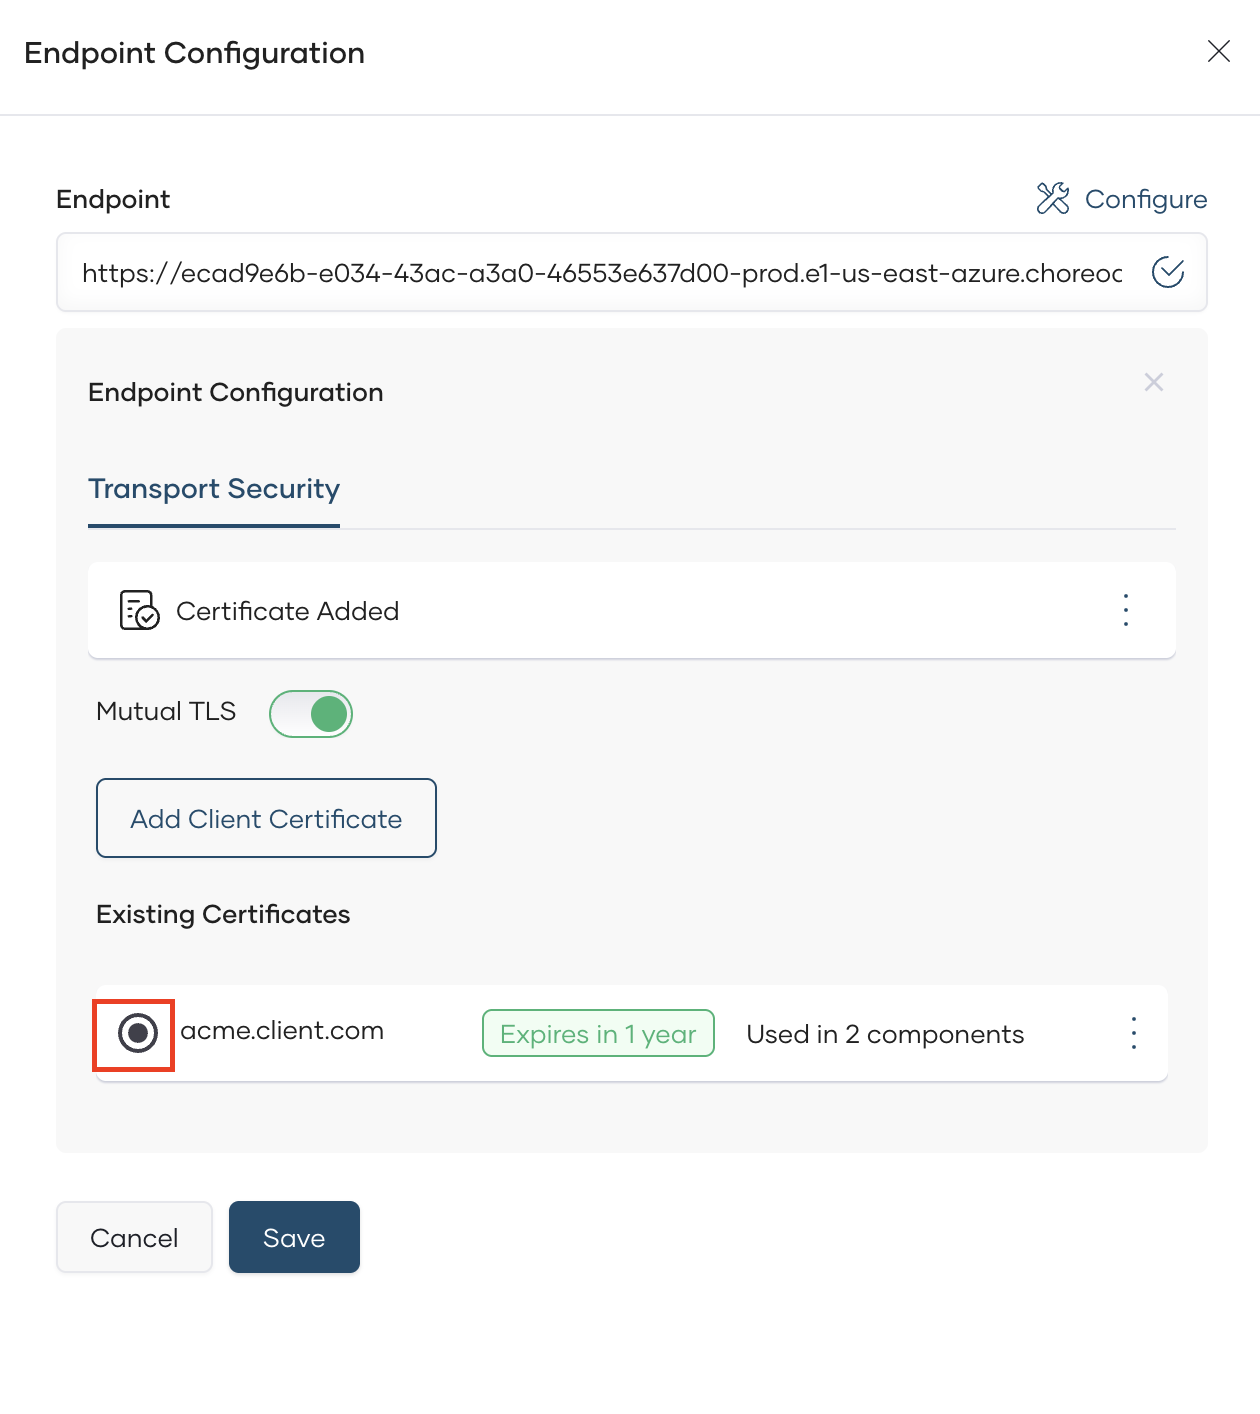 Endpoint Configuration
Endpoint
Configure
https://ecad9e6b-e034-43ac-a3a0-46553e637d00-prod.e1-us-east-azure.choreoc
Endpoint Configuration
Transport Security
Certificate Added
Mutual TLS
Add Client Certificate
Existing Certificates
acme.client.com Expires in 1 year Used in 2 components
Cancel Save